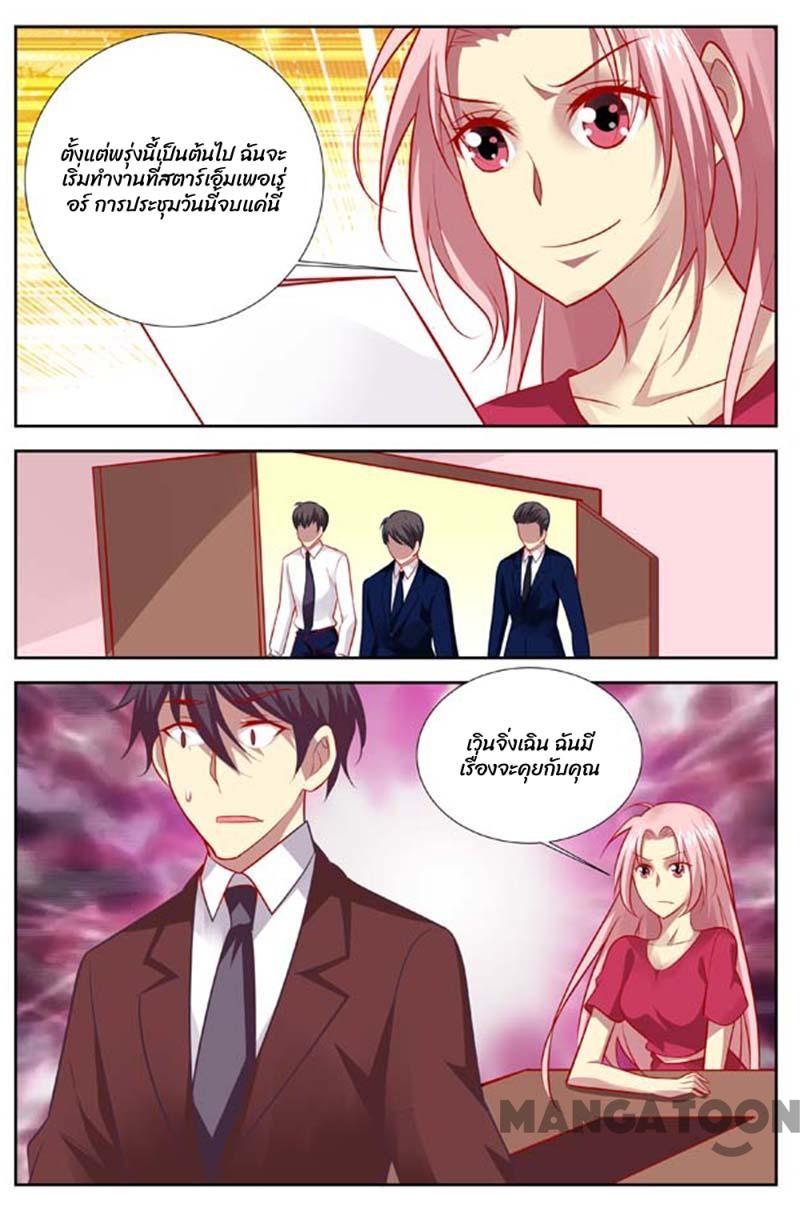 ตั้งแต่พรุ่งนี้เป็นต้นไป ฉันจะ
เริ่มทำงานที่สตาร์เอ็มเพอเร่
อร์ การประชุมวันนี้จบแค่นี้
เวินจิ่งเฉิน ฉันมี
เรื่องจะคุยกับคุณ
MANGATOON